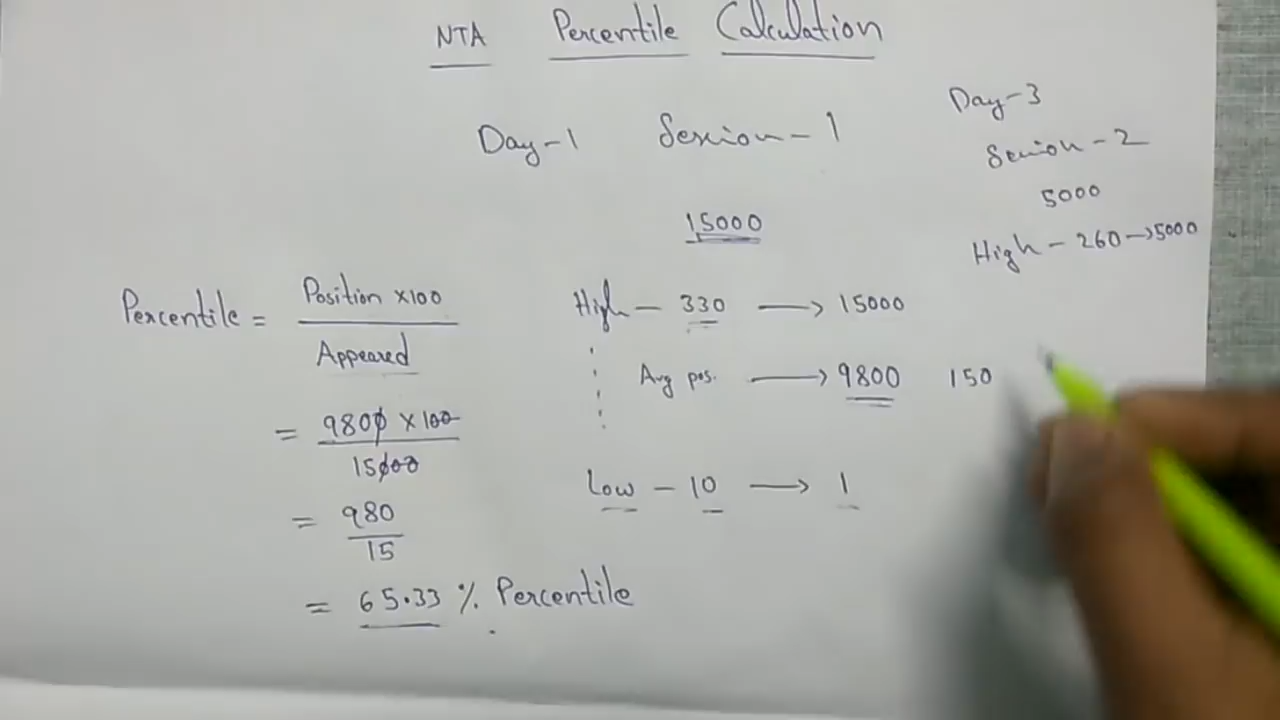 NTA Percentile Calculation
Day-1 Session-1
15000
Day-3
Session-2
5000
High - 260 → 5000
Percentile = Position x100
Appeared
= 9800 x 100
15000
= 980
15
= 65.33 % Percentile
High - 330 → 15000
Avg pos. → 9800 150
Low - 10 → 1